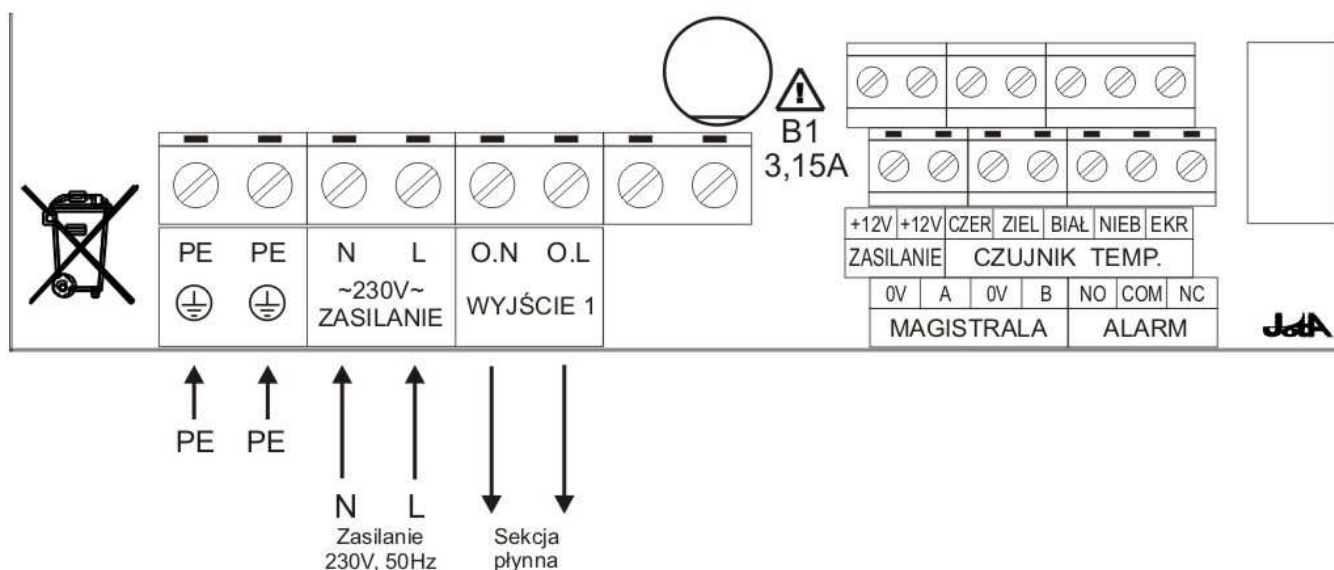 B1
3,15A
PE PE N L O.N O.L
~230V~
ZASILANIE
WYJŚCIE 1
+12V +12V CZER ZIEL BIAŁ NIEB EKR
ZASILANIE CZUJNIK TEMP.
0V A 0V B NO COM NC
MAGISTRALA ALARM
JotA
PE PE
N L
Zasilanie
230V, 50Hz
Sekcja
płynna